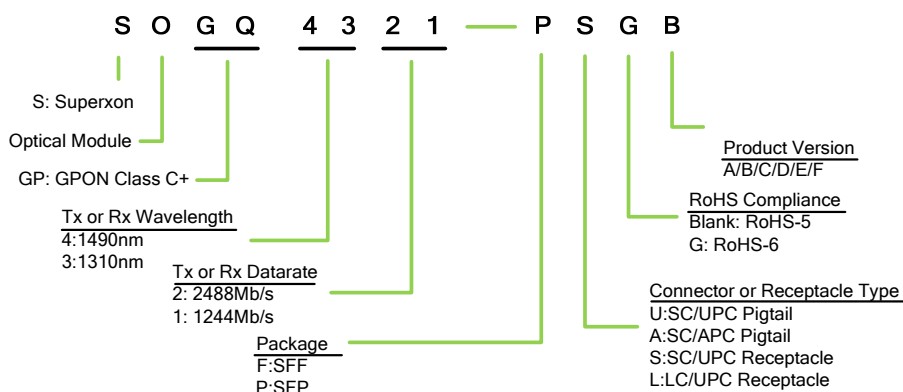 S O G Q 4 3 2 1 — P S G B
S: Superxon
Optical Module
GP: GPON Class C+
Tx or Rx Wavelength
4:1490nm
3:1310nm
Tx or Rx Datarate
2: 2488Mb/s
1: 1244Mb/s
Package
F:SFF
P:SFP
Product Version
A/B/C/D/E/F
RoHS Compliance
Blank: RoHS-5
G: RoHS-6
Connector or Receptacle Type
U:SC/UPC Pigtail
A:SC/APC Pigtail
S:SC/UPC Receptacle
L:LC/UPC Receptacle